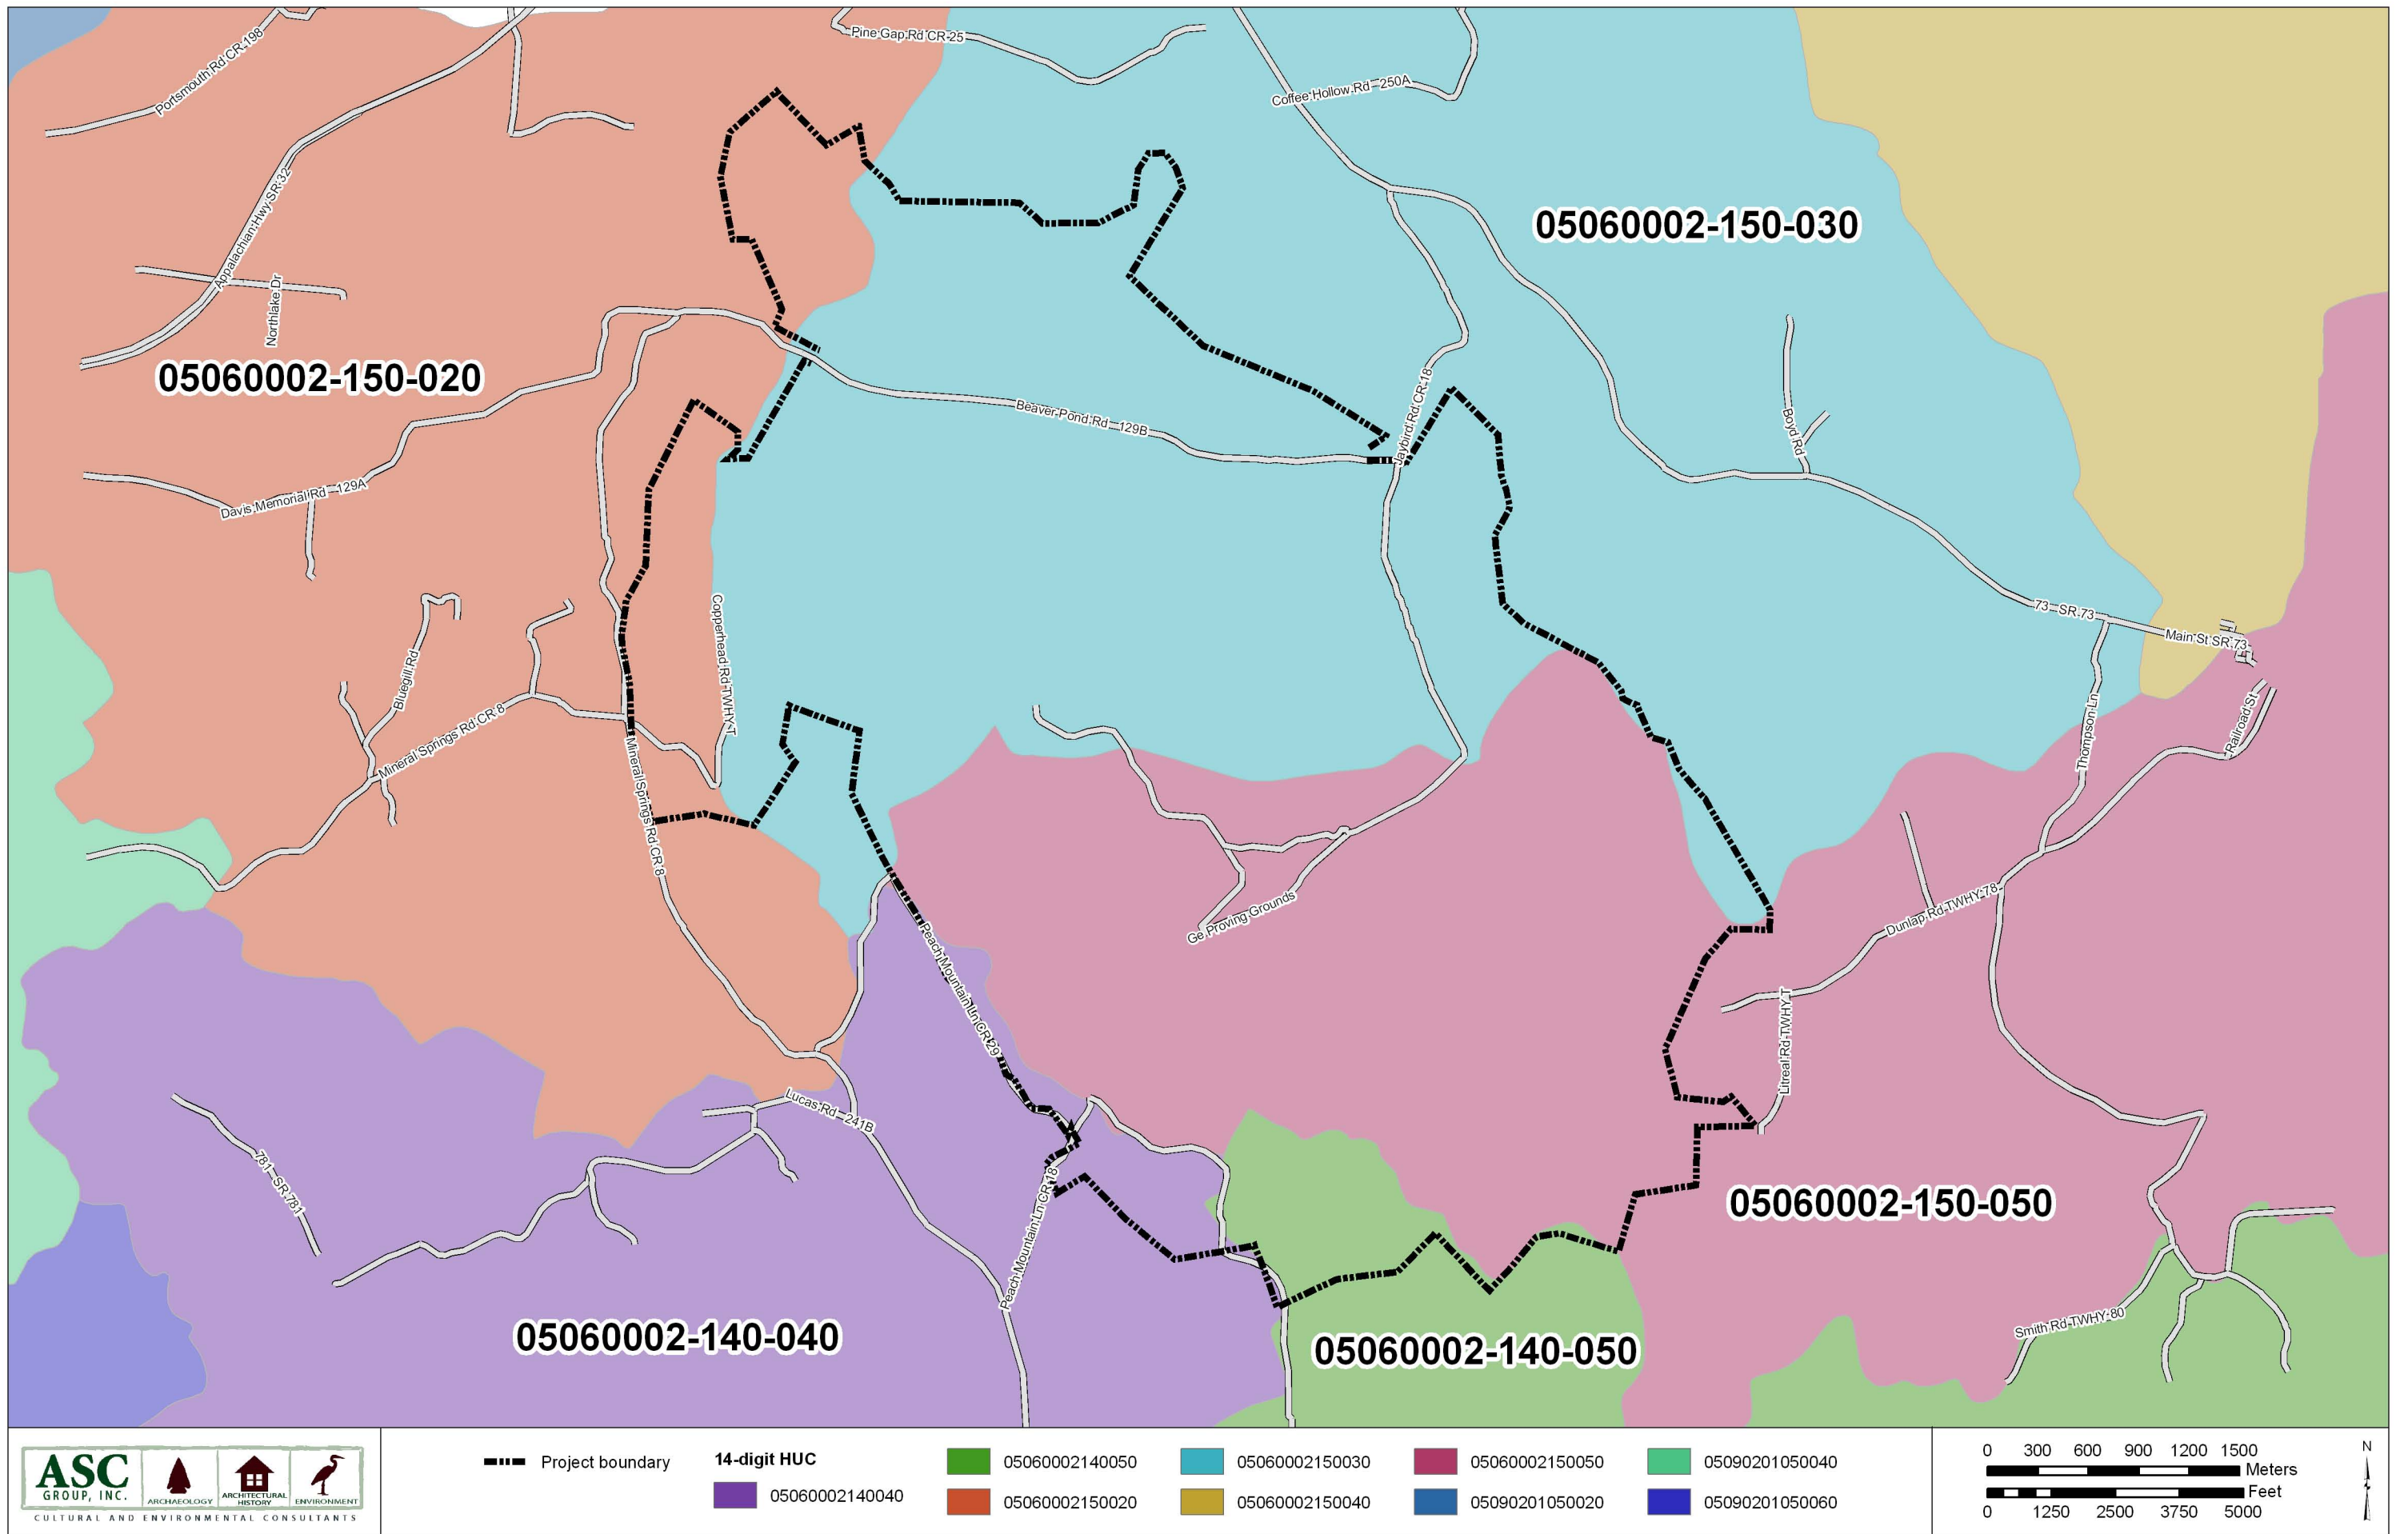 Portsmouth Rd CR-198
Pine Gap Rd CR-25
Coffee Hollow Rd 250A
Appalachian Hwy SR-32
Northlake Dr
05060002-150-030
05060002-150-020
Beaver Pond Rd 129B
Jaybird Rd CR-18
Boyd Rd
Davis Memorial Rd 129A
Copperhead Rd TWHY-T
73 SR-73
Main St SR-73
Bluegill Rd
Mineral Springs Rd CR-8
Mineral Springs Rd CR-8
Thompson Ln
Railroad St
Ge Proving Grounds
Dunlap Rd TWHY-78
Peach Mountain Ln CR-29
Litreal Rd TWHY-T
Lucas Rd 241B
781 SR-781
Peach Mountain Ln CR-18
05060002-150-050
Smith Rd TWHY-80
05060002-140-040
05060002-140-050
ASC
GROUP, INC.
ARCHAEOLOGY
ARCHITECTURAL
HISTORY
ENVIRONMENT
CULTURAL AND ENVIRONMENTAL CONSULTANTS
Project boundary
14-digit HUC
05060002140040
05060002140050
05060002150020
05060002150030
05060002150040
05060002150050
05090201050020
05090201050040
05090201050060
0 300 600 900 1200 1500
Meters
Feet
0 1250 2500 3750 5000
N